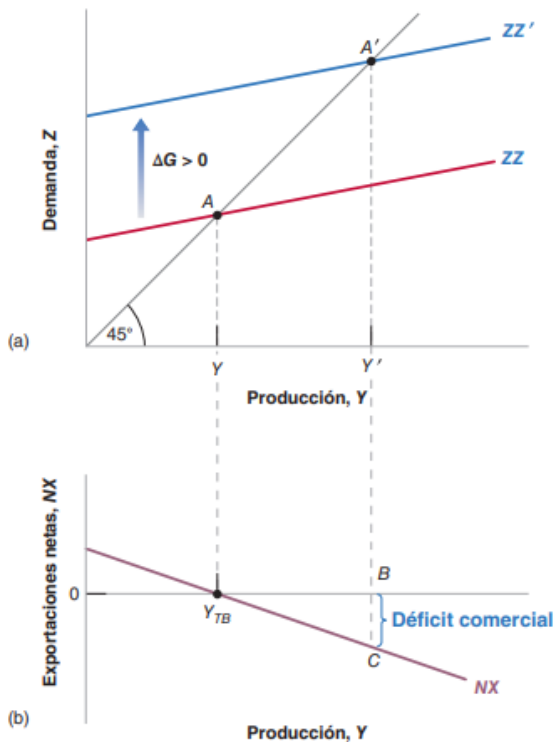 ZZ′
A′
Demanda, Z
ΔG > 0
ZZ
A
45°
(a)
Y
Y′
Producción, Y
Exportaciones netas, NX
B
0
Y_TB
Déficit comercial
C
NX
(b)
Producción, Y